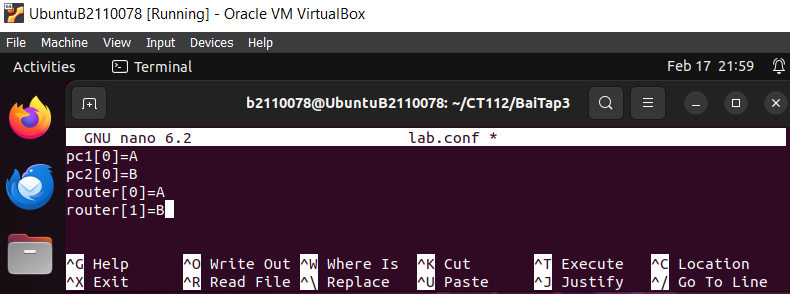 UbuntuB2110078 [Running] - Oracle VM VirtualBox
File Machine View Input Devices Help
Activities Terminal Feb 17 21:59
b2110078@UbuntuB2110078: ~/CT112/BaiTap3
GNU nano 6.2 lab.conf *
pc1[0]=A
pc2[0]=B
router[0]=A
router[1]=B
^G Help ^O Write Out ^W Where Is ^K Cut ^T Execute ^C Location
^X Exit ^R Read File ^\ Replace ^U Paste ^J Justify ^/ Go To Line